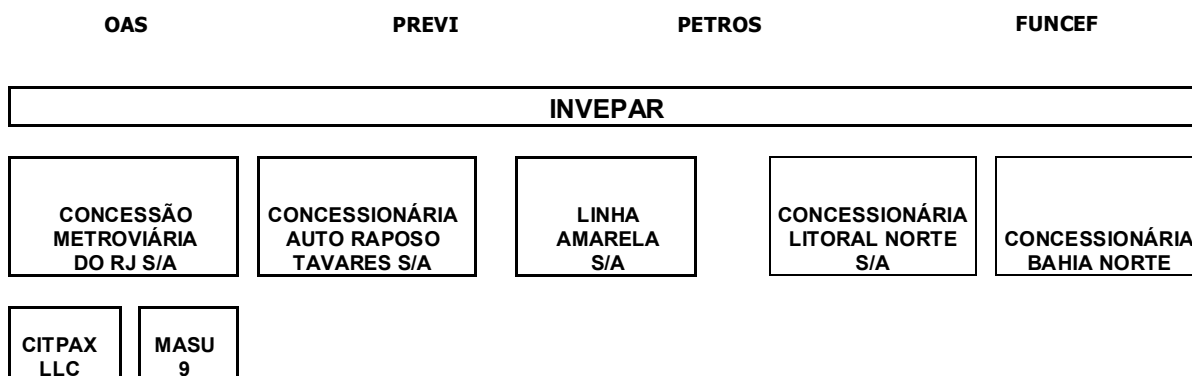 OAS PREVI PETROS FUNCEF
INVEPAR
CONCESSÃO
METROVIÁRIA
DO RJ S/A
CONCESSIONÁRIA
AUTO RAPOSO
TAVARES S/A
LINHA
AMARELA
S/A
CONCESSIONÁRIA
LITORAL NORTE
S/A
CONCESSIONÁRIA
BAHIA NORTE
CITPAX
LLC
MASU
9